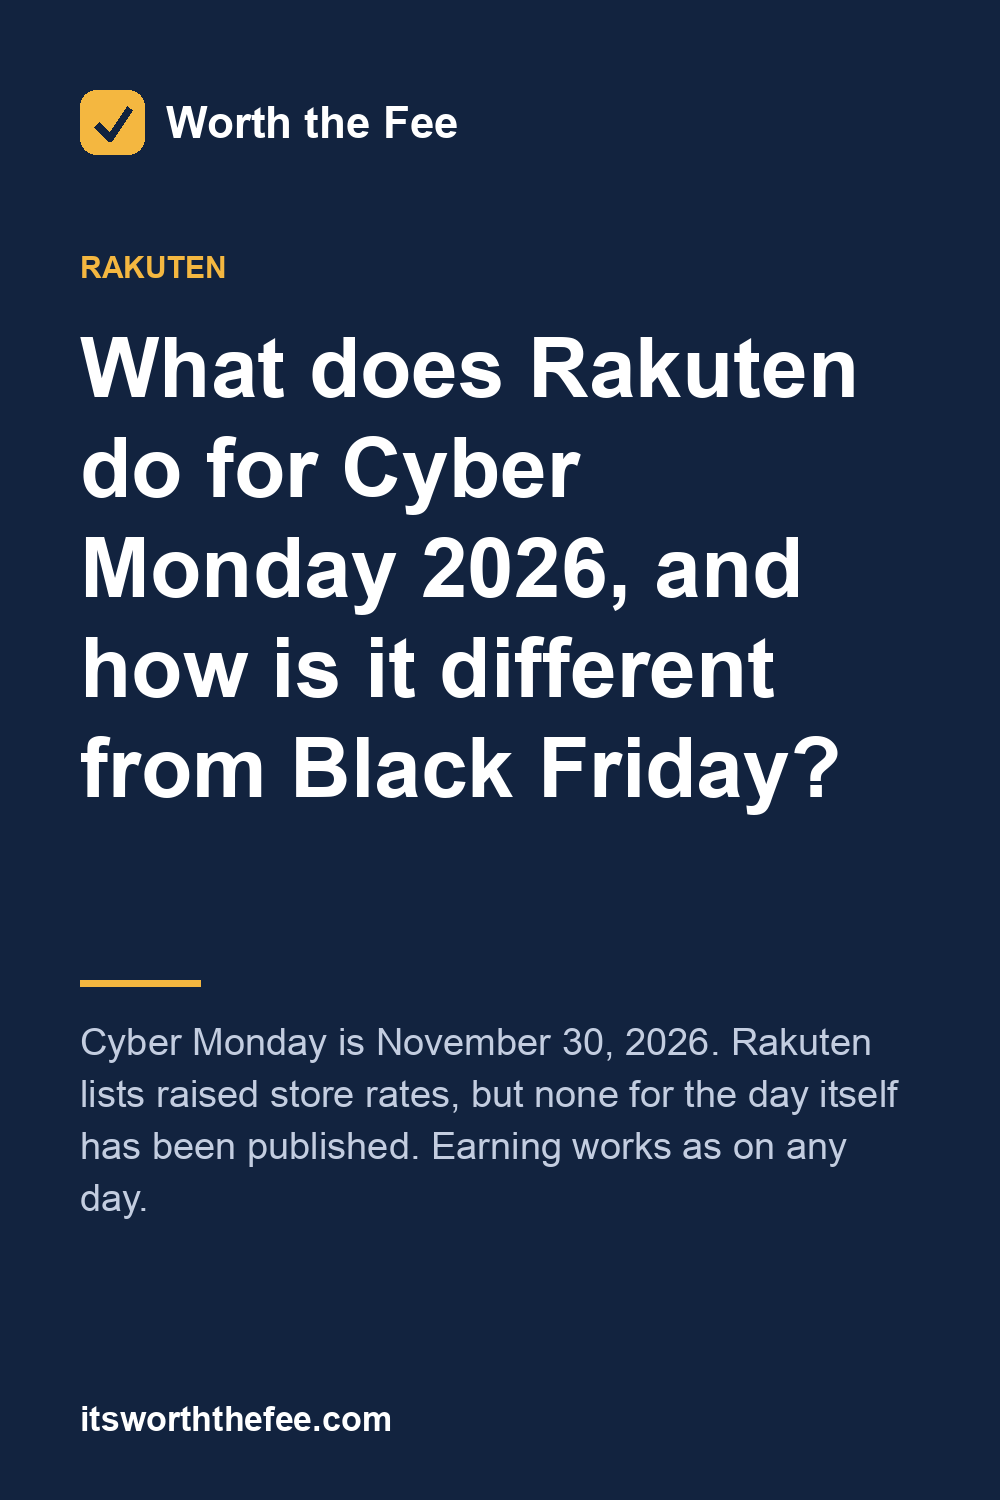 Worth the Fee
RAKUTEN
What does Rakuten
do for Cyber
Monday 2026, and
how is it different
from Black Friday?
Cyber Monday is November 30, 2026. Rakuten
lists raised store rates, but none for the day itself
has been published. Earning works as on any
day.
itsworththefee.com